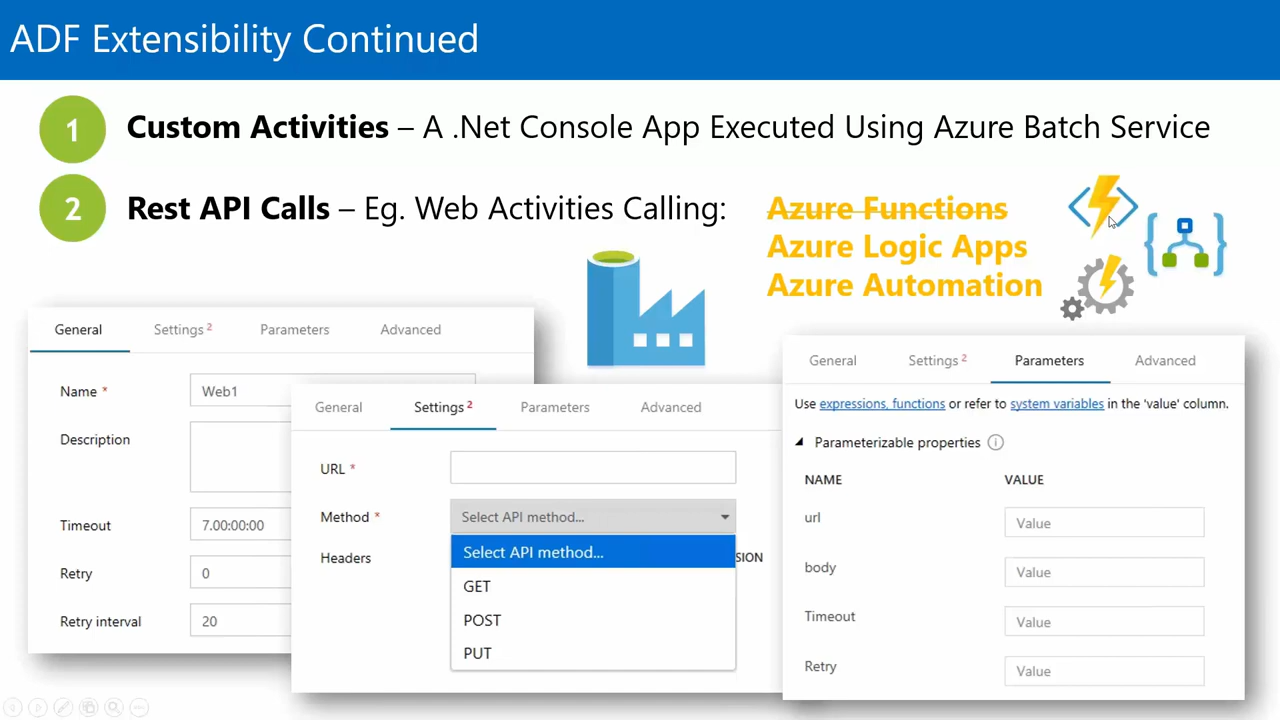 ADF Extensibility Continued
1
Custom Activities – A .Net Console App Executed Using Azure Batch Service
2
Rest API Calls – Eg. Web Activities Calling:
Azure Functions
Azure Logic Apps
Azure Automation
General Settings 2 Parameters Advanced
Name * Web1
Description
Timeout 7.00:00:00
Retry 0
Retry interval 20
General Settings 2 Parameters Advanced
URL *
Method * Select API method...
Headers
Select API method...
GET
POST
PUT
General Settings 2 Parameters Advanced
Use expressions, functions or refer to system variables in the 'value' column.
Parameterizable properties i
NAME VALUE
url Value
body Value
Timeout Value
Retry Value